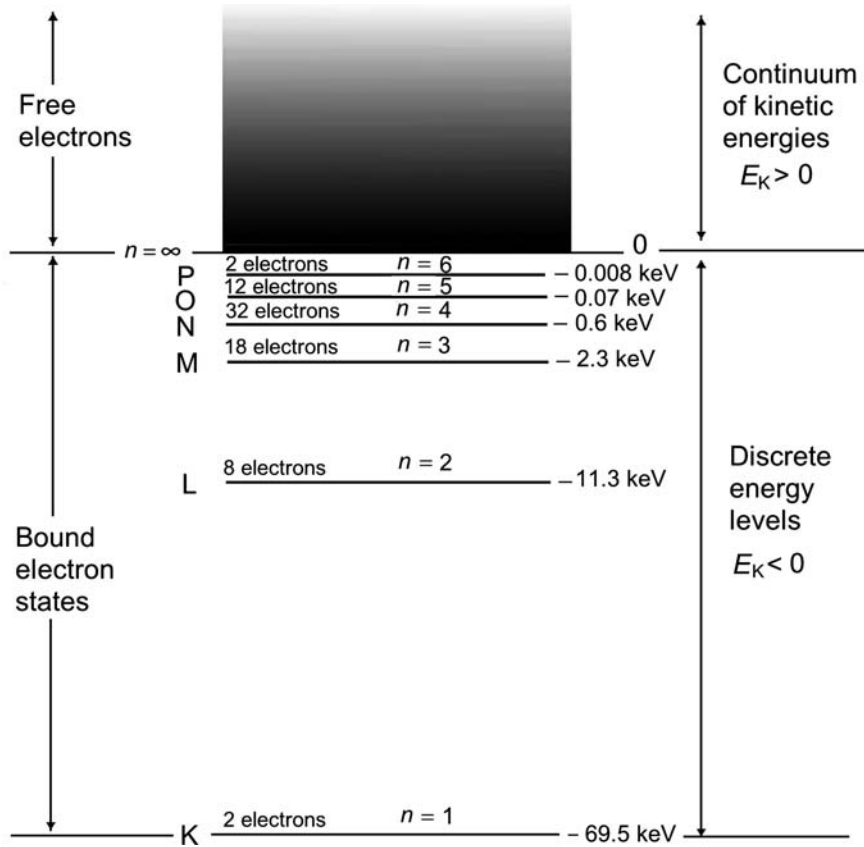 Free
electrons
Continuum
of kinetic
energies
E_K > 0
n = ∞
0
2 electrons n = 6
P – 0.008 keV
12 electrons n = 5
O – 0.07 keV
32 electrons n = 4
N – 0.6 keV
18 electrons n = 3
M – 2.3 keV
8 electrons n = 2
L – 11.3 keV
Discrete
energy
levels
E_K < 0
Bound
electron
states
2 electrons n = 1
K – 69.5 keV